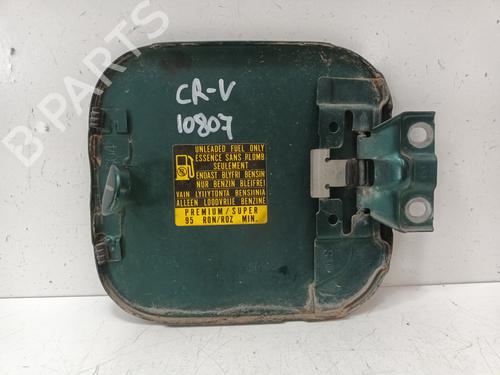 B-PARTS
CR-V
10807
UNLEADED FUEL ONLY
ESSENCE SANS PLOMB
SEULEMENT
ENDAST BLYFRI BENSIN
NUR BENZIN BLEIFREI
VAIN LYIJYTÖNTA BENSIINIA
ALLEEN LOODVRIJE BENZINE
PREMIUM/SUPER
95 RON/ROZ MIN.